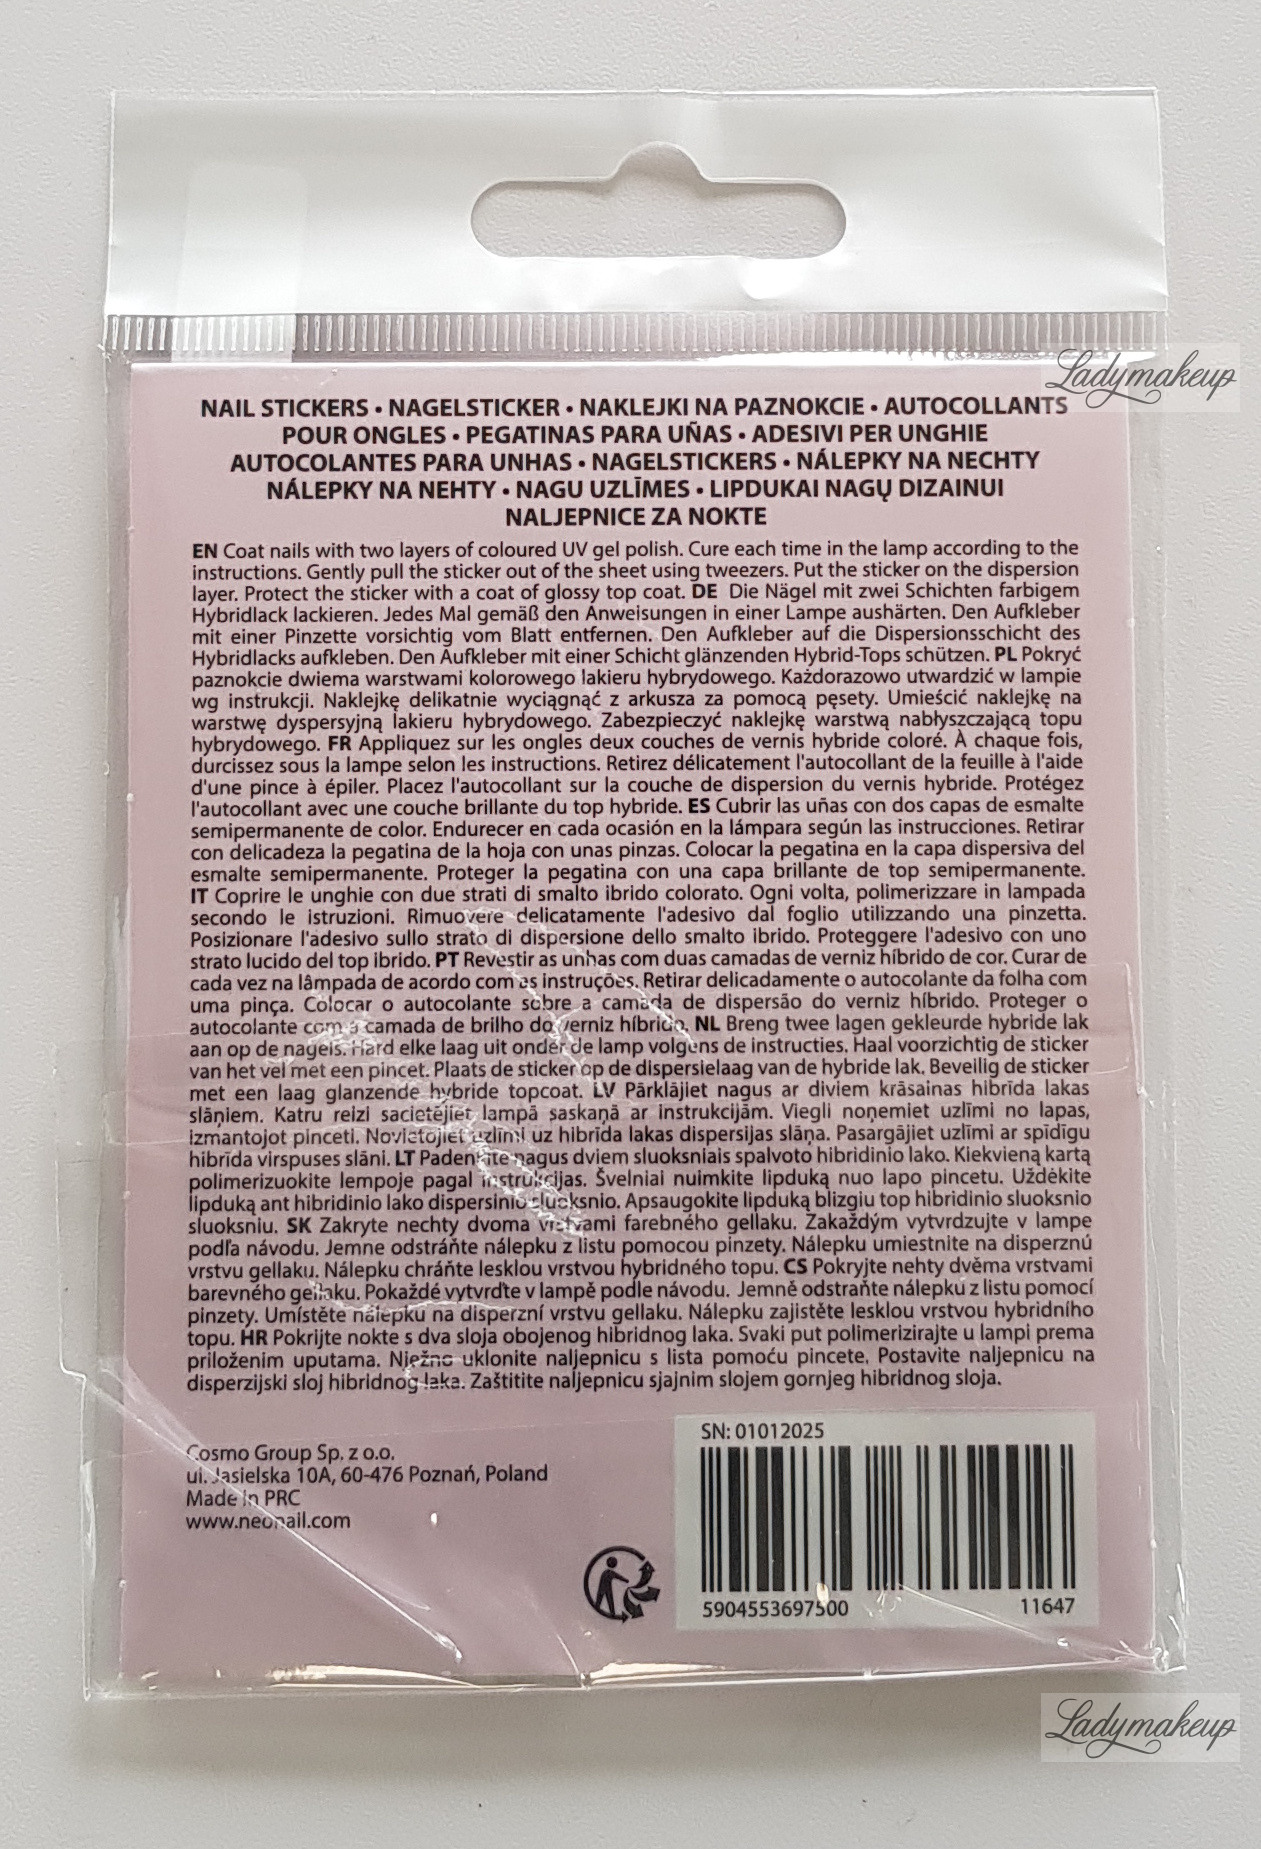 Ladymakeup
NAIL STICKERS • NAGELSTICKER • NAKLEJKI NA PAZNOKCIE • AUTOCOLLANTS
POUR ONGLES • PEGATINAS PARA UÑAS • ADESIVI PER UNGHIE
AUTOCOLANTES PARA UNHAS • NAGELSTICKERS • NÁLEPKY NA NECHTY
NÁLEPKY NA NEHTY • NAGU UZLĪMES • LIPDUKAI NAGŲ DIZAINUI
NALJEPNICE ZA NOKTE
EN Coat nails with two layers of coloured UV gel polish. Cure each time in the lamp according to the
instructions. Gently pull the sticker out of the sheet using tweezers. Put the sticker on the dispersion
layer. Protect the sticker with a coat of glossy top coat. DE Die Nägel mit zwei Schichten farbigem
Hybridlack lackieren. Jedes Mal gemäß den Anweisungen in einer Lampe aushärten. Den Aufkleber
mit einer Pinzette vorsichtig vom Blatt entfernen. Den Aufkleber auf die Dispersionsschicht des
Hybridlacks aufkleben. Den Aufkleber mit einer Schicht glänzenden Hybrid-Tops schützen. PL Pokryć
paznokcie dwiema warstwami kolorowego lakieru hybrydowego. Każdorazowo utwardzić w lampie
wg instrukcji. Naklejkę delikatnie wyciągnąć z arkusza za pomocą pęsety. Umieścić naklejkę na
warstwę dyspersyjną lakieru hybrydowego. Zabezpieczyć naklejkę warstwą nabłyszczającą topu
hybrydowego. FR Appliquez sur les ongles deux couches de vernis hybride coloré. À chaque fois,
durcissez sous la lampe selon les instructions. Retirez délicatement l'autocollant de la feuille à l'aide
d'une pince à épiler. Placez l'autocollant sur la couche de dispersion du vernis hybride. Protégez
l'autocollant avec une couche brillante du top hybride. ES Cubrir las uñas con dos capas de esmalte
semipermanente de color. Endurecer en cada ocasión en la lámpara según las instrucciones. Retirar
con delicadeza la pegatina de la hoja con unas pinzas. Colocar la pegatina en la capa dispersiva del
esmalte semipermanente. Proteger la pegatina con una capa brillante de top semipermanente.
IT Coprire le unghie con due strati di smalto ibrido colorato. Ogni volta, polimerizzare in lampada
secondo le istruzioni. Rimuovere delicatamente l'adesivo dal foglio utilizzando una pinzetta.
Posizionare l'adesivo sullo strato di dispersione dello smalto ibrido. Proteggere l'adesivo con uno
strato lucido del top ibrido. PT Revestir as unhas com duas camadas de verniz híbrido de cor. Curar de
cada vez na lâmpada de acordo com as instruções. Retirar delicadamente o autocolante da folha com
uma pinça. Colocar o autocolante sobre a camada de dispersão do verniz híbrido. Proteger o
autocolante com a camada de brilho do verniz híbrido. NL Breng twee lagen gekleurde hybride lak
aan op de nagels. Hard elke laag uit onder de lamp volgens de instructies. Haal voorzichtig de sticker
van het vel met een pincet. Plaats de sticker op de dispersielaag van de hybride lak. Beveilig de sticker
met een laag glanzende hybride topcoat. LV Pārklājiet nagus ar diviem krāsainas hibrīda lakas
slāņiem. Katru reizi sacietējiet lampā saskaņā ar instrukcijām. Viegli noņemiet uzlīmi no lapas,
izmantojot pinceti. Novietojiet uzlīmi uz hibrīda lakas dispersijas slāņa. Pasargājiet uzlīmi ar spīdīgu
hibrīda virspuses slāni. LT Padenkite nagus dviem sluoksniais spalvoto hibridinio lako. Kiekvieną kartą
polimerizuokite lempoje pagal instrukcijas. Švelniai nuimkite lipduką nuo lapo pincetu. Uždėkite
lipduką ant hibridinio lako dispersinio sluoksnio. Apsaugokite lipduką blizgiu top hibridinio sluoksnio
sluoksniu. SK Zakryte nechty dvoma vrstvami farebného gellaku. Zakaždým vytvrdzujte v lampe
podľa návodu. Jemne odstráňte nálepku z listu pomocou pinzety. Nálepku umiestnite na disperznú
vrstvu gellaku. Nálepku chráňte lesklou vrstvou hybridného topu. CS Pokryjte nehty dvěma vrstvami
barevného gellaku. Pokaždé vytvrďte v lampě podle návodu. Jemně odstraňte nálepku z listu pomocí
pinzety. Umístěte nálepku na disperzní vrstvu gellaku. Nálepku zajistěte lesklou vrstvou hybridního
topu. HR Pokrijte nokte s dva sloja obojenog hibridnog laka. Svaki put polimerizirajte u lampi prema
priloženim uputama. Nježno uklonite naljepnicu s lista pomoću pincete. Postavite naljepnicu na
disperzijski sloj hibridnog laka. Zaštitite naljepnicu sjajnim slojem gornjeg hibridnog sloja.
Cosmo Group Sp. z o.o.
ul. Jasielska 10A, 60-476 Poznań, Poland
Made in PRC
www.neonail.com
SN: 01012025
5904553697500 11647
Ladymakeup